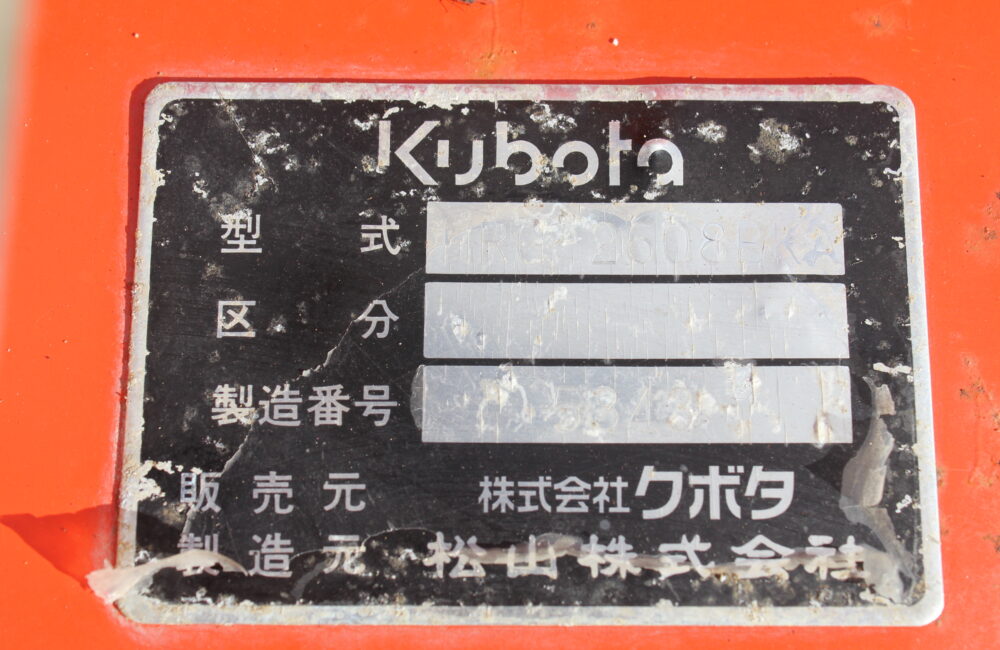 Kubota
型 式
区 分
製造番号
販 売 元 株式会社クボタ
製 造 元 松山株式会社